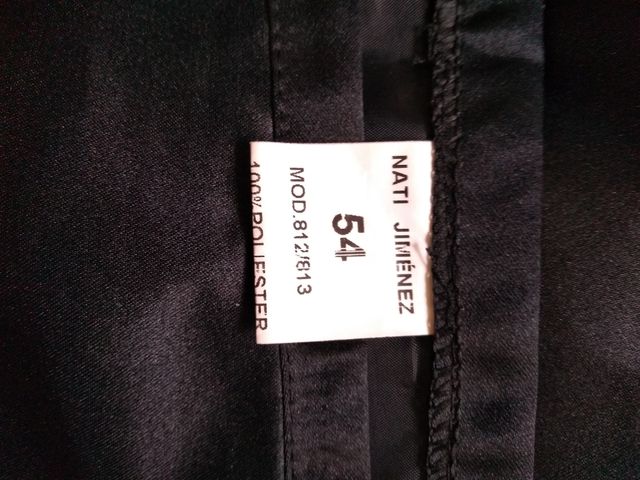 NATI JIMÉNEZ
54
MOD.812/813
100%POLIESTER